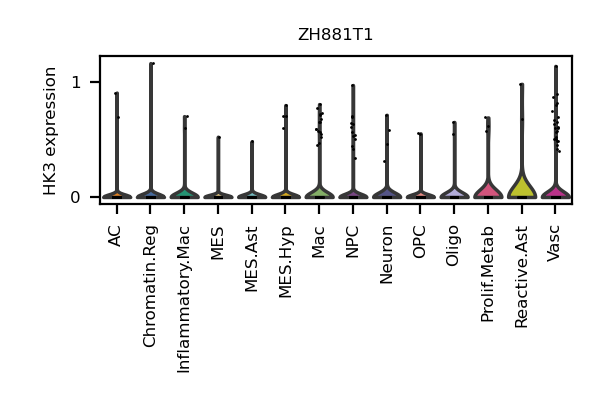 ZH881T1
HK3 expression
1
0
AC
Chromatin.Reg
Inflammatory.Mac
MES
MES.Ast
MES.Hyp
Mac
NPC
Neuron
OPC
Oligo
Prolif.Metab
Reactive.Ast
Vasc